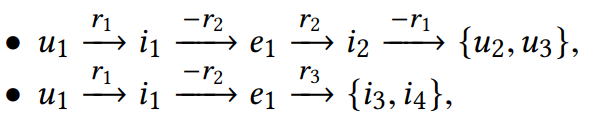 • u₁ —r₁→ i₁ —−r₂→ e₁ —r₂→ i₂ —−r₁→ {u₂, u₃},
• u₁ —r₁→ i₁ —−r₂→ e₁ —r₃→ {i₃, i₄},